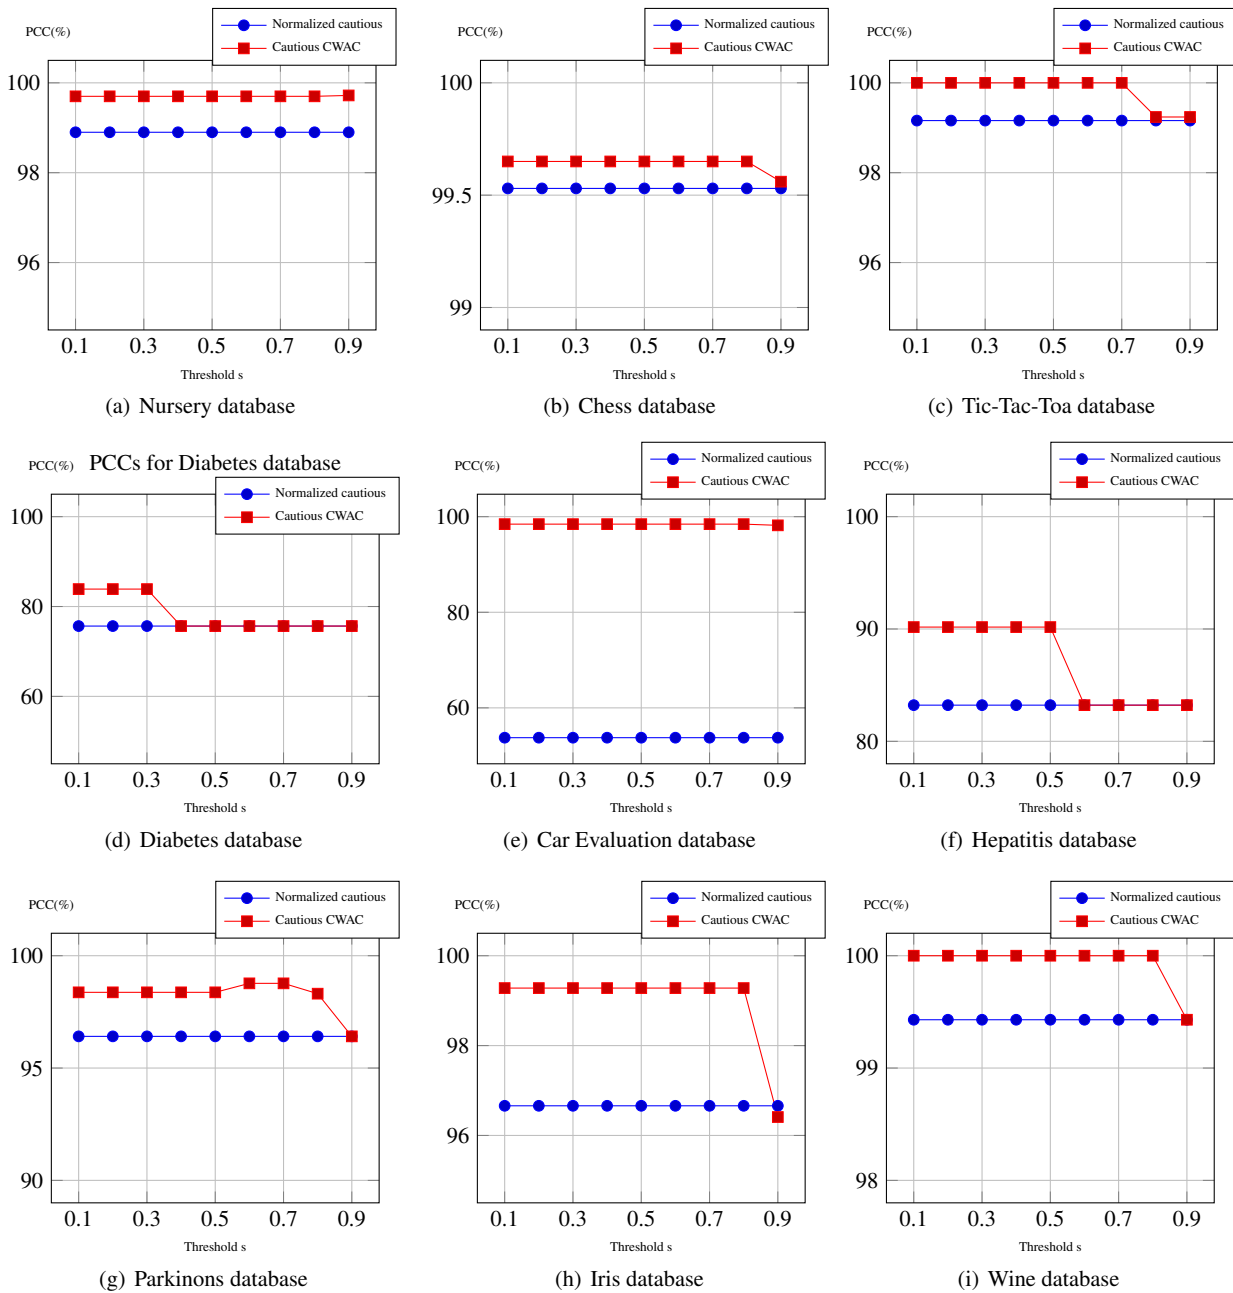 PCC(%)
Normalized cautious
Cautious CWAC
100
98
96
0.1 0.3 0.5 0.7 0.9
Threshold s
(a) Nursery database
Normalized cautious
Cautious CWAC
100
99.5
99
0.1 0.3 0.5 0.7 0.9
Threshold s
(b) Chess database
Normalized cautious
Cautious CWAC
100
98
96
0.1 0.3 0.5 0.7 0.9
Threshold s
(c) Tic-Tac-Toa database
PCC(%)
PCCs for Diabetes database
Normalized cautious
Cautious CWAC
100
80
60
0.1 0.3 0.5 0.7 0.9
Threshold s
(d) Diabetes database
PCC(%)
Normalized cautious
Cautious CWAC
100
80
60
0.1 0.3 0.5 0.7 0.9
Threshold s
(e) Car Evaluation database
PCC(%)
Normalized cautious
Cautious CWAC
100
90
80
0.1 0.3 0.5 0.7 0.9
Threshold s
(f) Hepatitis database
PCC(%)
Normalized cautious
Cautious CWAC
100
95
90
0.1 0.3 0.5 0.7 0.9
Threshold s
(g) Parkinons database
PCC(%)
Normalized cautious
Cautious CWAC
100
98
96
0.1 0.3 0.5 0.7 0.9
Threshold s
(h) Iris database
PCC(%)
Normalized cautious
Cautious CWAC
100
99
98
0.1 0.3 0.5 0.7 0.9
Threshold s
(i) Wine database